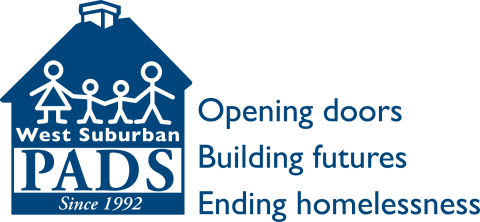 West Suburban
PADS
Since 1992
Opening doors
Building futures
Ending homelessness